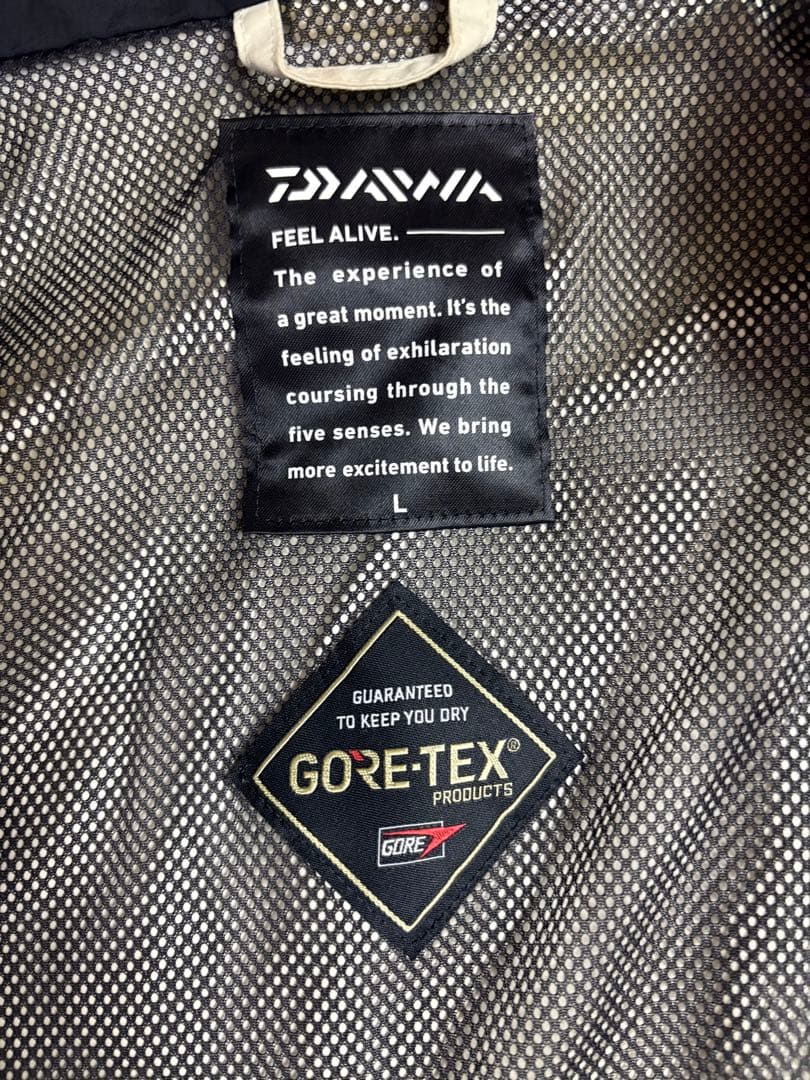 DAIWA
FEEL ALIVE.
The experience of
a great moment. It's the
feeling of exhilaration
coursing through the
five senses. We bring
more excitement to life.
L
GUARANTEED
TO KEEP YOU DRY
GORE-TEX®
PRODUCTS
GORE